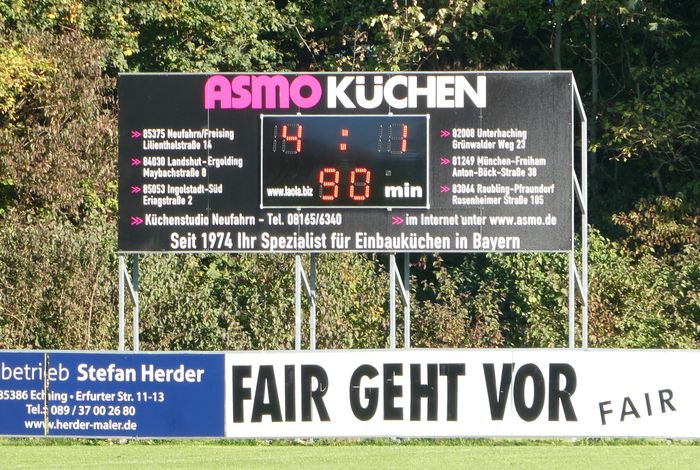 ASMO KÜCHEN
85375 Neufahrn/Freising
Lilienthalstraße 14
84030 Landshut-Ergolding
Maybachstraße 8
85053 Ingolstadt-Süd
Eriagstraße 2
4 : 1
90 min
www.laola.biz
82008 Unterhaching
Grünwalder Weg 23
81249 München-Freiham
Anton-Böck-Straße 38
83064 Raubling-Pfraundorf
Rosenheimer Straße 105
Küchenstudio Neufahrn - Tel. 08165/6340
im Internet unter www.asmo.de
Seit 1974 Ihr Spezialist für Einbauküchen in Bayern
betrieb Stefan Herder
85386 Eching - Erfurter Str. 11-13
Tel.: 089 / 37 00 26 80
www.herder-maler.de
FAIR GEHT VOR
FAIR